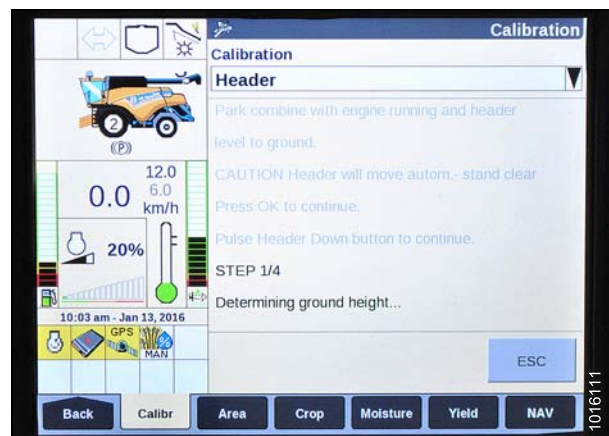 Calibration
Calibration
Header
Park combine with engine running and header
level to ground.
CAUTION Header will move autom.- stand clear
Press OK to continue.
Pulse Header Down button to continue.
STEP 1/4
Determining ground height...
ESC
2
(P)
12.0
0.0
6.0
km/h
20%
10:03 am - Jan 13, 2016
GPS
MAN
Back
Calibr
Area
Crop
Moisture
Yield
NAV
1016111